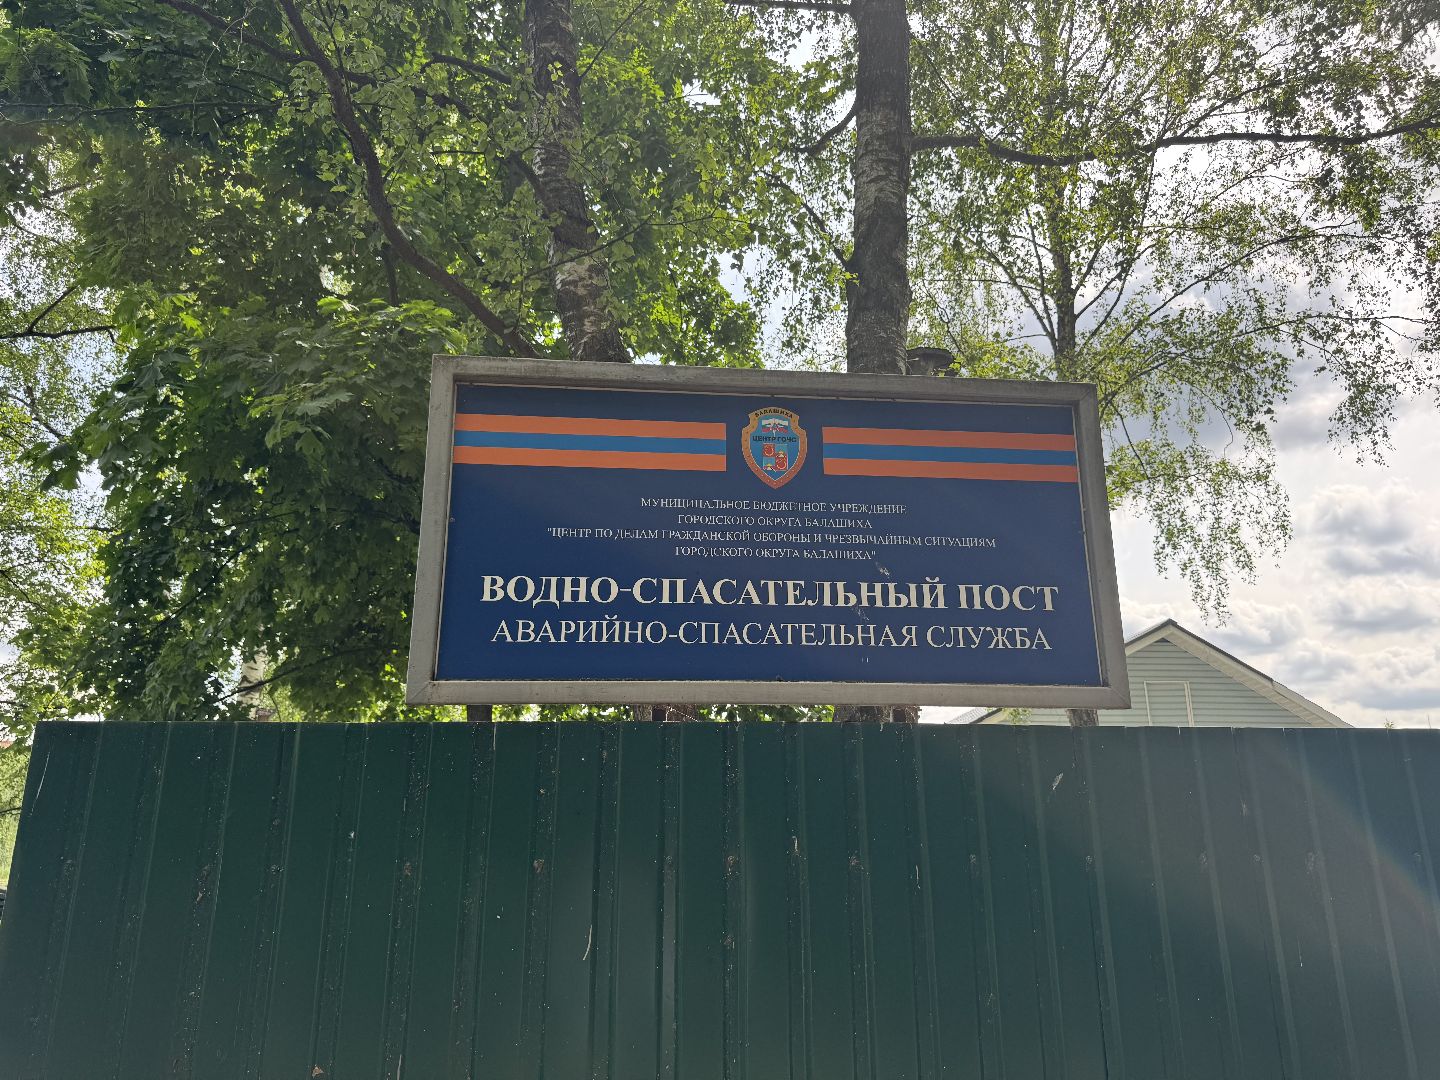 БАЛАШИХА
ЦЕНТР ГОЧС
МУНИЦИПАЛЬНОЕ БЮДЖЕТНОЕ УЧРЕЖДЕНИЕ
ГОРОДСКОГО ОКРУГА БАЛАШИХА
"ЦЕНТР ПО ДЕЛАМ ГРАЖДАНСКОЙ ОБОРОНЫ И ЧРЕЗВЫЧАЙНЫМ СИТУАЦИЯМ
ГОРОДСКОГО ОКРУГА БАЛАШИХА"
ВОДНО-СПАСАТЕЛЬНЫЙ ПОСТ
АВАРИЙНО-СПАСАТЕЛЬНАЯ СЛУЖБА